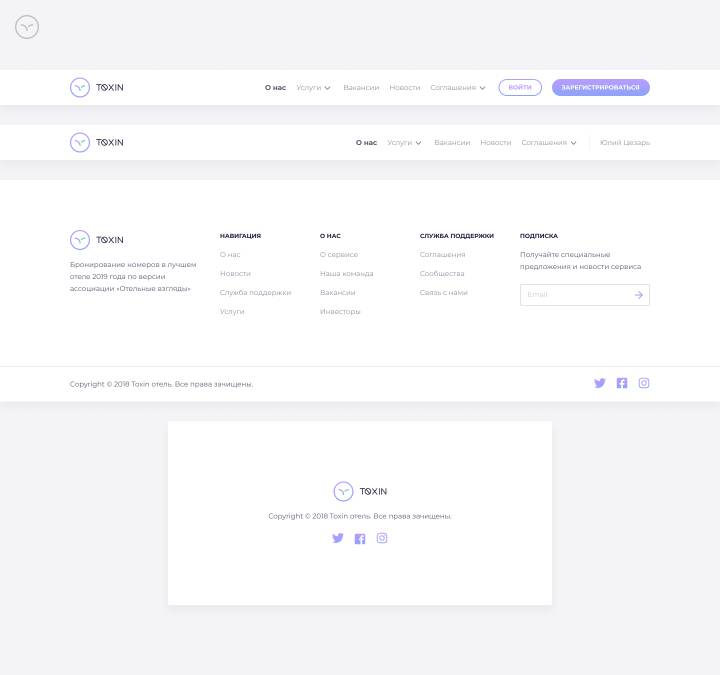 TOXIN О нас Услуги Вакансии Новости Соглашения ВОЙТИ ЗАРЕГИСТРИРОВАТЬСЯ
TOXIN О нас Услуги Вакансии Новости Соглашения Юлий Цезарь
TOXIN
Бронирование номеров в лучшем
отеле 2019 года по версии
ассоциации «Отельные взгляды»
НАВИГАЦИЯ
О нас
Новости
Служба поддержки
Услуги
О НАС
О сервисе
Наша команда
Вакансии
Инвесторы
СЛУЖБА ПОДДЕРЖКИ
Соглашения
Сообщества
Связь с нами
ПОДПИСКА
Получайте специальные
предложения и новости сервиса
Email
Copyright © 2018 Toxin отель. Все права зачищены.
TOXIN
Copyright © 2018 Toxin отель. Все права зачищены.